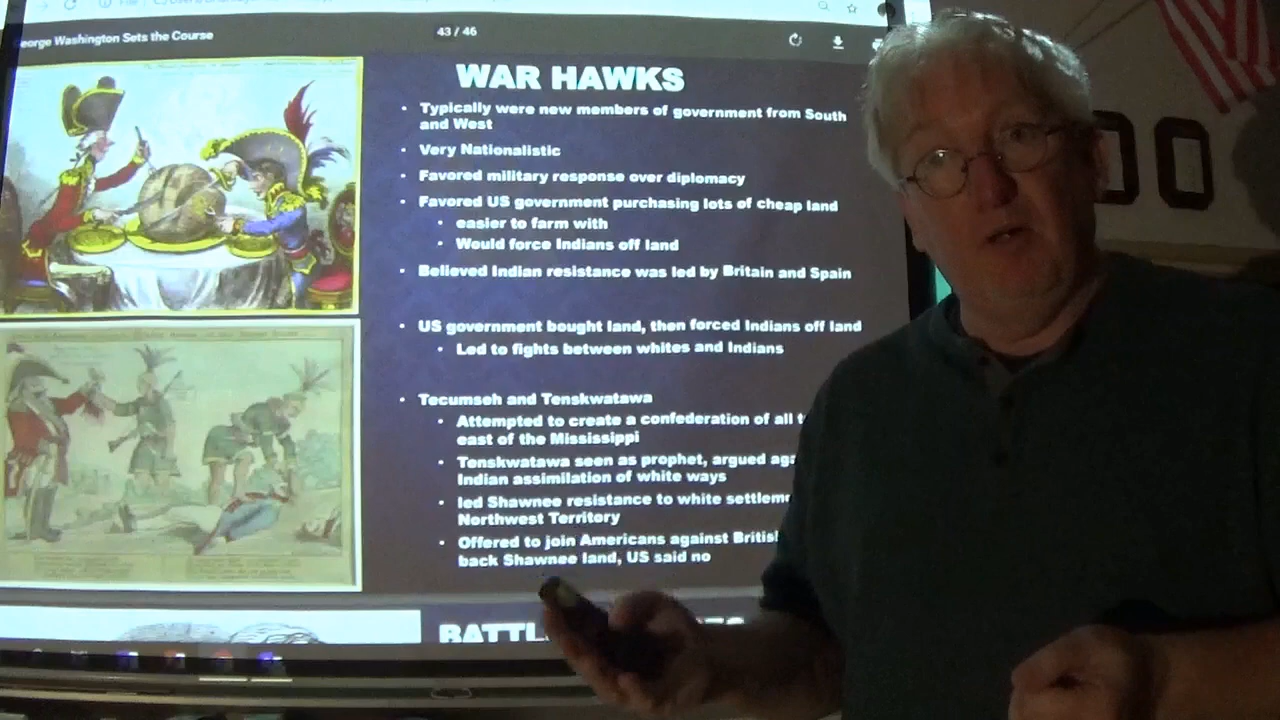 George Washington Sets the Course
43 / 46
WAR HAWKS
• Typically were new members of government from South
and West
• Very Nationalistic
• Favored military response over diplomacy
• Favored US government purchasing lots of cheap land
• easier to farm with
• Would force Indians off land
• Believed Indian resistance was led by Britain and Spain
• US government bought land, then forced Indians off land
• Led to fights between whites and Indians
• Tecumseh and Tenskwatawa
• Attempted to create a confederation of all
east of the Mississippi
• Tenskwatawa seen as prophet, argued
Indian assimilation of white ways
• led Shawnee resistance to white
Northwest Territory
• Offered to join Americans against
back Shawnee land, US said no